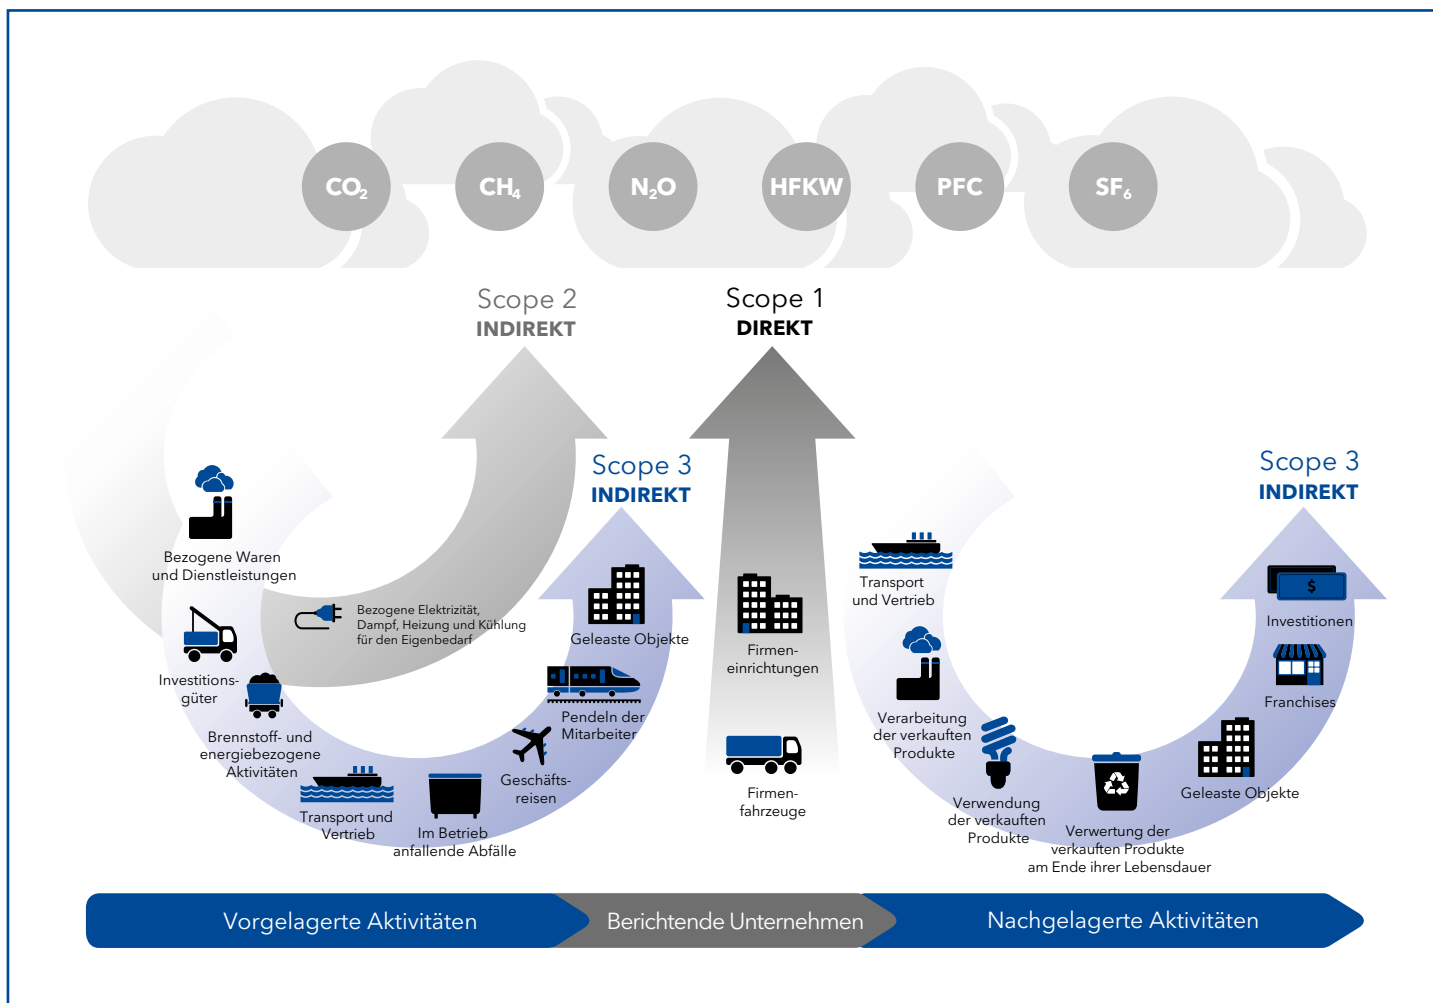 CO₂
CH₄
N₂O
HFKW
PFC
SF₆
Scope 2
INDIREKT
Scope 1
DIREKT
Scope 3
INDIREKT
Scope 3
INDIREKT
Bezogene Waren
und Dienstleistungen
Investitions-
güter
Brennstoff- und
energiebezogene
Aktivitäten
Transport und
Vertrieb
Im Betrieb
anfallende Abfälle
Geschäfts-
reisen
Pendeln der
Mitarbeiter
Geleaste Objekte
Bezogene Elektrizität,
Dampf, Heizung und Kühlung
für den Eigenbedarf
Firmen-
einrichtungen
Firmen-
fahrzeuge
Transport
und Vertrieb
Verarbeitung
der verkauften
Produkte
Verwendung
der verkauften
Produkte
Verwertung der
verkauften Produkte
am Ende ihrer Lebensdauer
Geleaste Objekte
Franchises
Investitionen
$
Vorgelagerte Aktivitäten
Berichtende Unternehmen
Nachgelagerte Aktivitäten